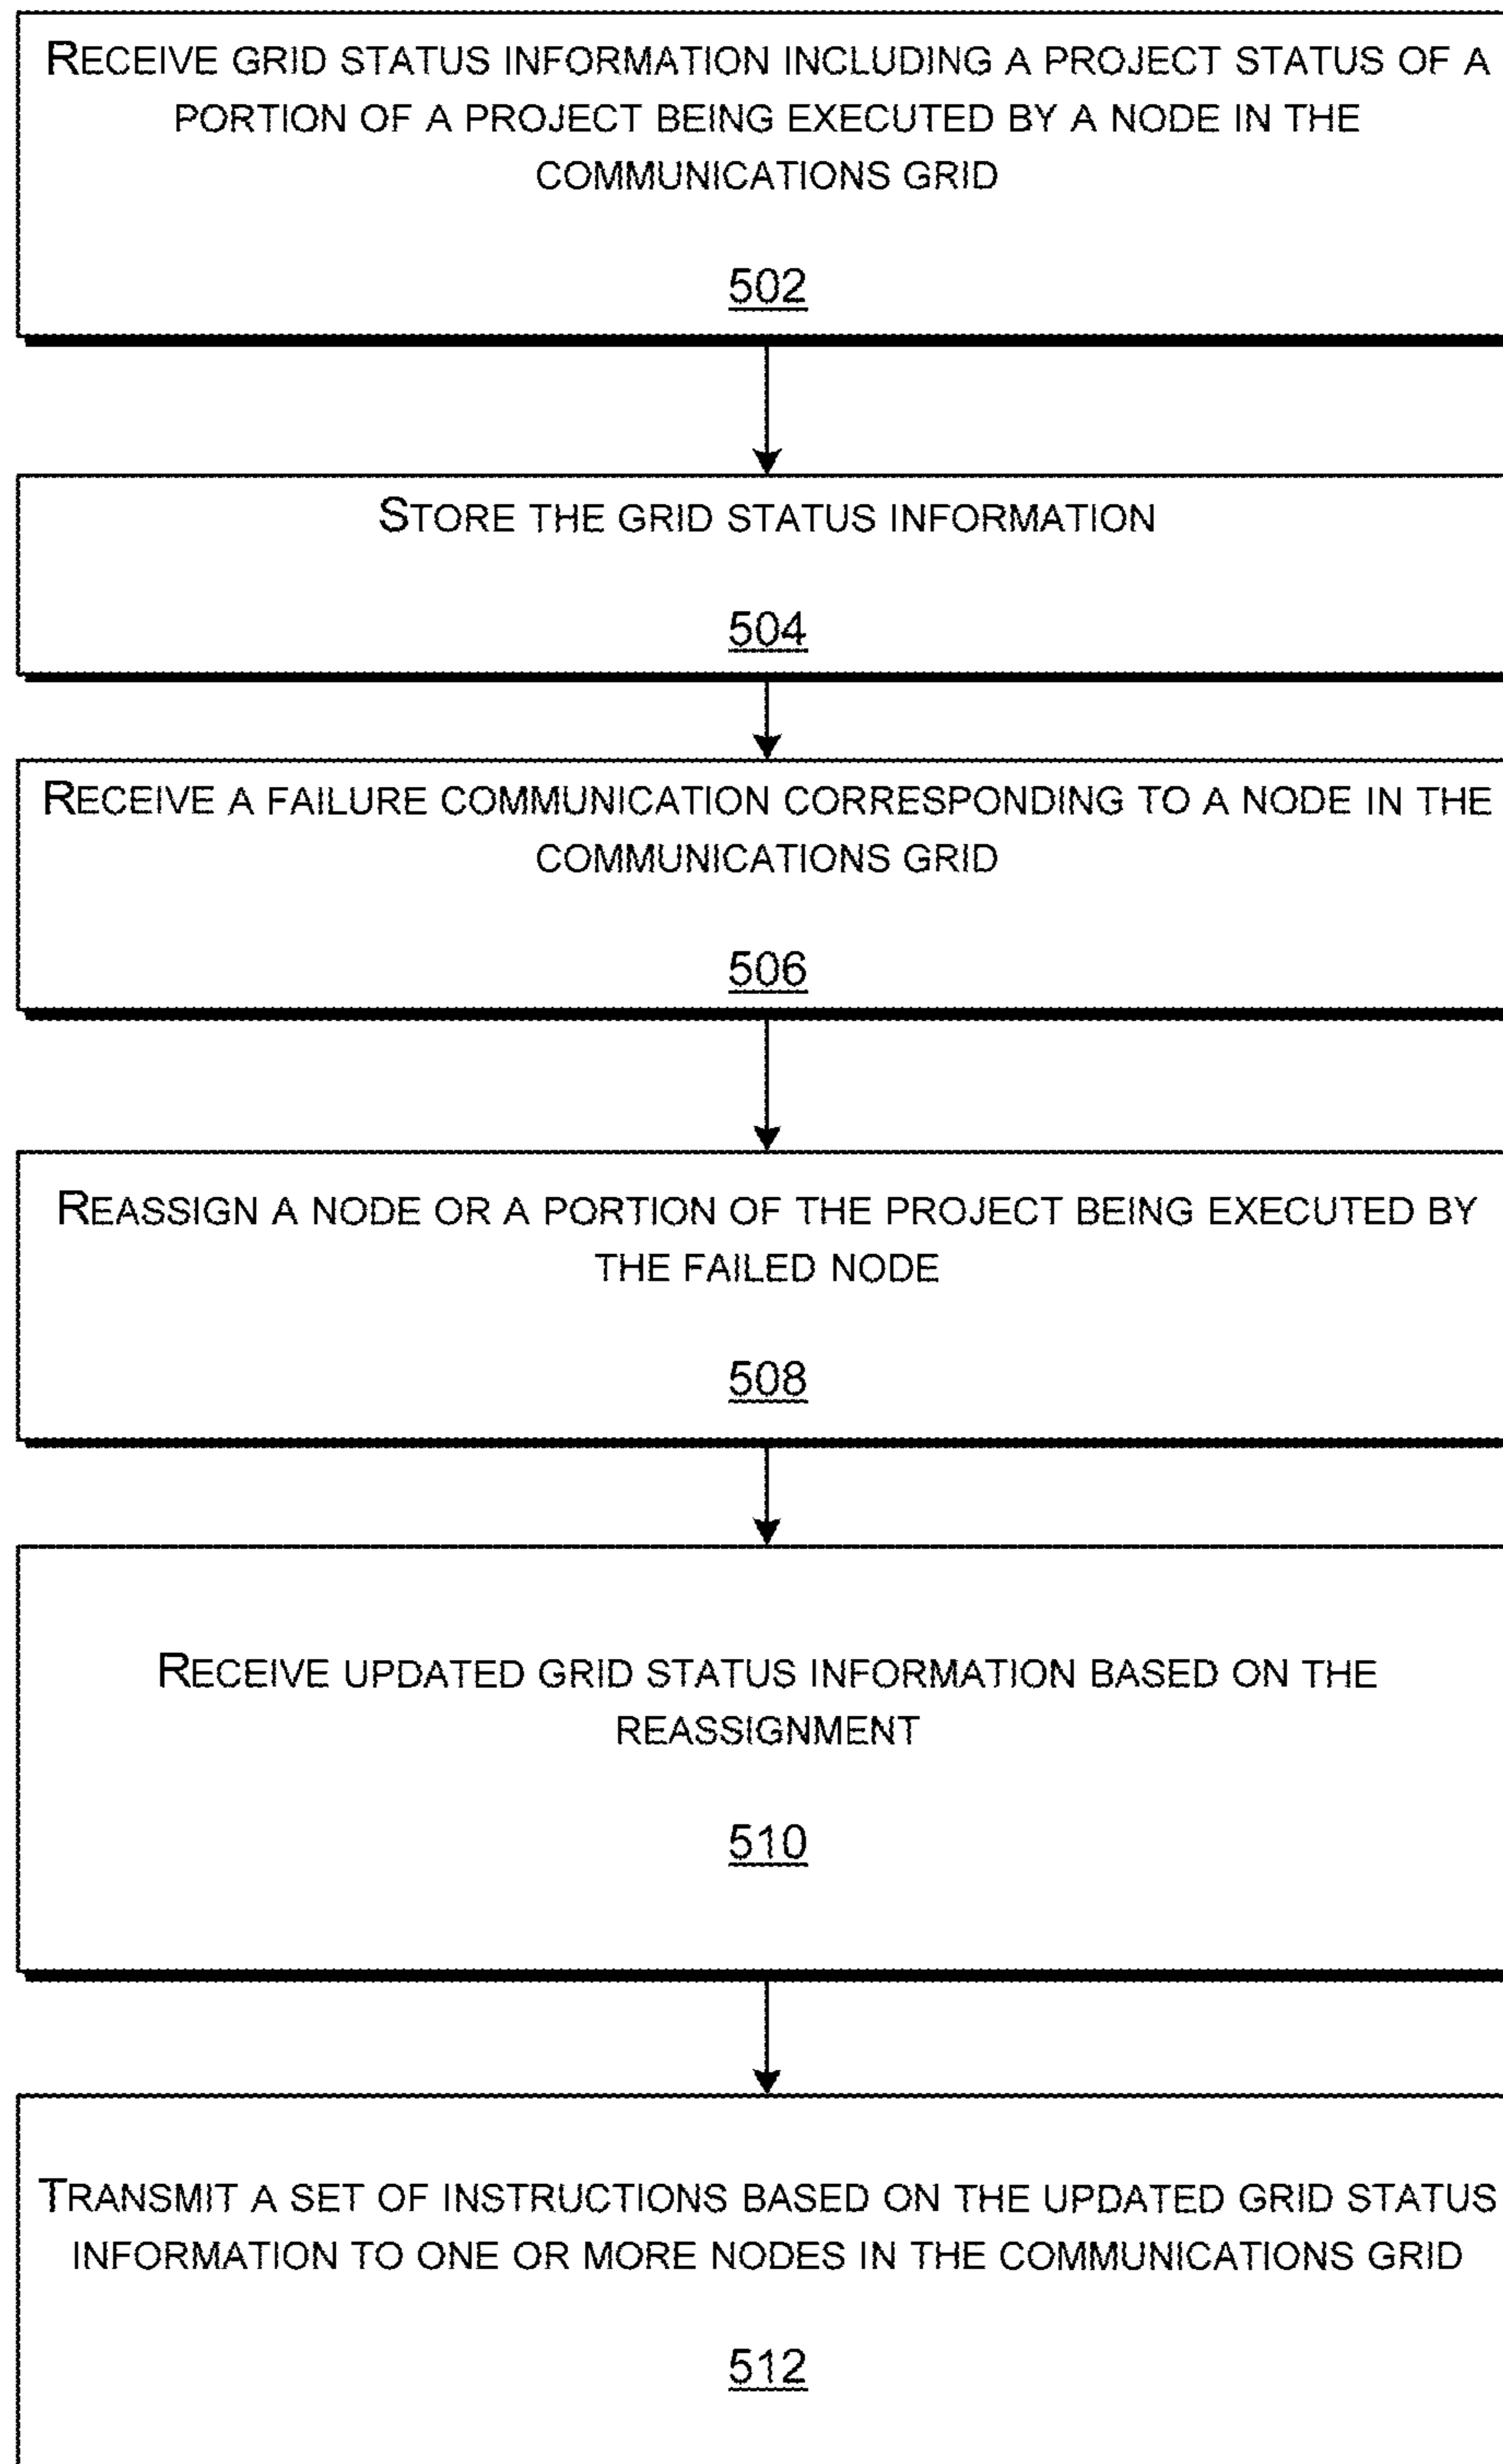 RECEIVE GRID STATUS INFORMATION INCLUDING A PROJECT STATUS OF A
PORTION OF A PROJECT BEING EXECUTED BY A NODE IN THE
COMMUNICATIONS GRID
502
STORE THE GRID STATUS INFORMATION
504
RECEIVE A FAILURE COMMUNICATION CORRESPONDING TO A NODE IN THE
COMMUNICATIONS GRID
506
REASSIGN A NODE OR A PORTION OF THE PROJECT BEING EXECUTED BY
THE FAILED NODE
508
RECEIVE UPDATED GRID STATUS INFORMATION BASED ON THE
REASSIGNMENT
510
TRANSMIT A SET OF INSTRUCTIONS BASED ON THE UPDATED GRID STATUS
INFORMATION TO ONE OR MORE NODES IN THE COMMUNICATIONS GRID
512